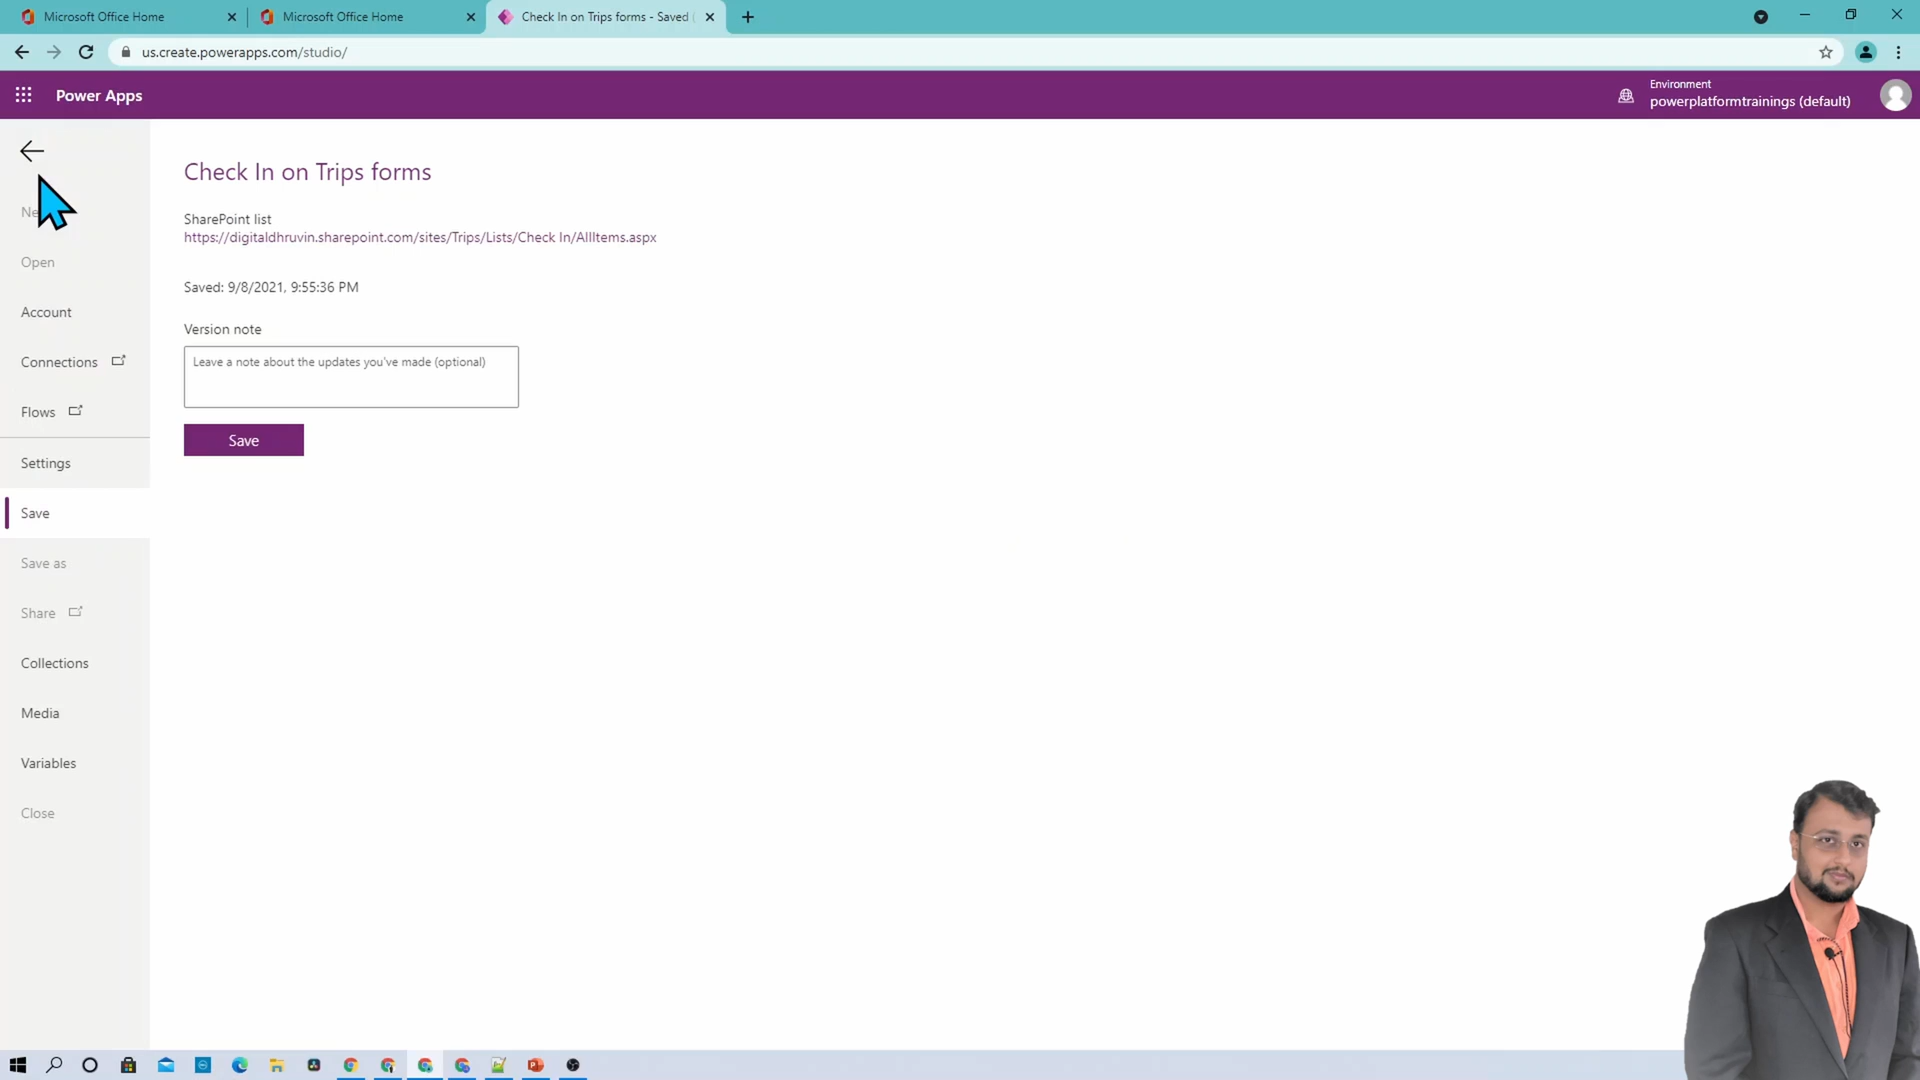 Microsoft Office Home
Microsoft Office Home
Check In on Trips forms - Saved (
us.create.powerapps.com/studio/
Power Apps
Environment
powerplatformtrainings (default)
Check In on Trips forms
SharePoint list
https://digitaldhruvin.sharepoint.com/sites/Trips/Lists/Check In/AllItems.aspx
Open
Saved: 9/8/2021, 9:55:36 PM
Account
Version note
Connections
Leave a note about the updates you've made (optional)
Flows
Save
Settings
Save
Save as
Share
Collections
Media
Variables
Close